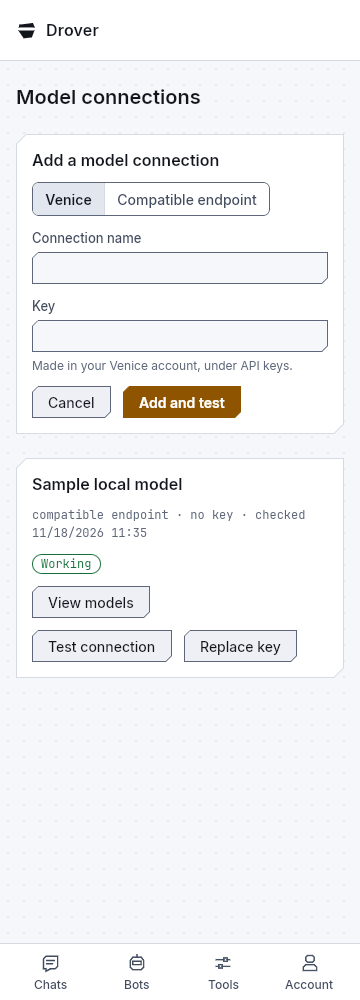 Drover
Model connections
Add a model connection
Venice
Compatible endpoint
Connection name
Key
Made in your Venice account, under API keys.
Cancel
Add and test
Sample local model
compatible endpoint · no key · checked
11/18/2026 11:35
Working
View models
Test connection
Replace key
Chats
Bots
Tools
Account